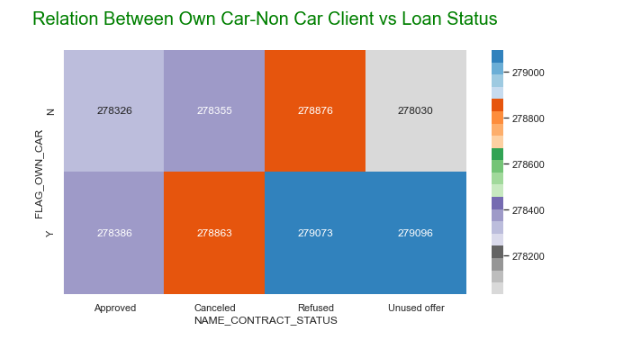 Relation Between Own Car-Non Car Client vs Loan Status
FLAG_OWN_CAR
N
278326 278355 278876 278030
Y
278386 278863 279073 279096
Approved Canceled Refused Unused offer
NAME_CONTRACT_STATUS
279000
278800
278600
278400
278200